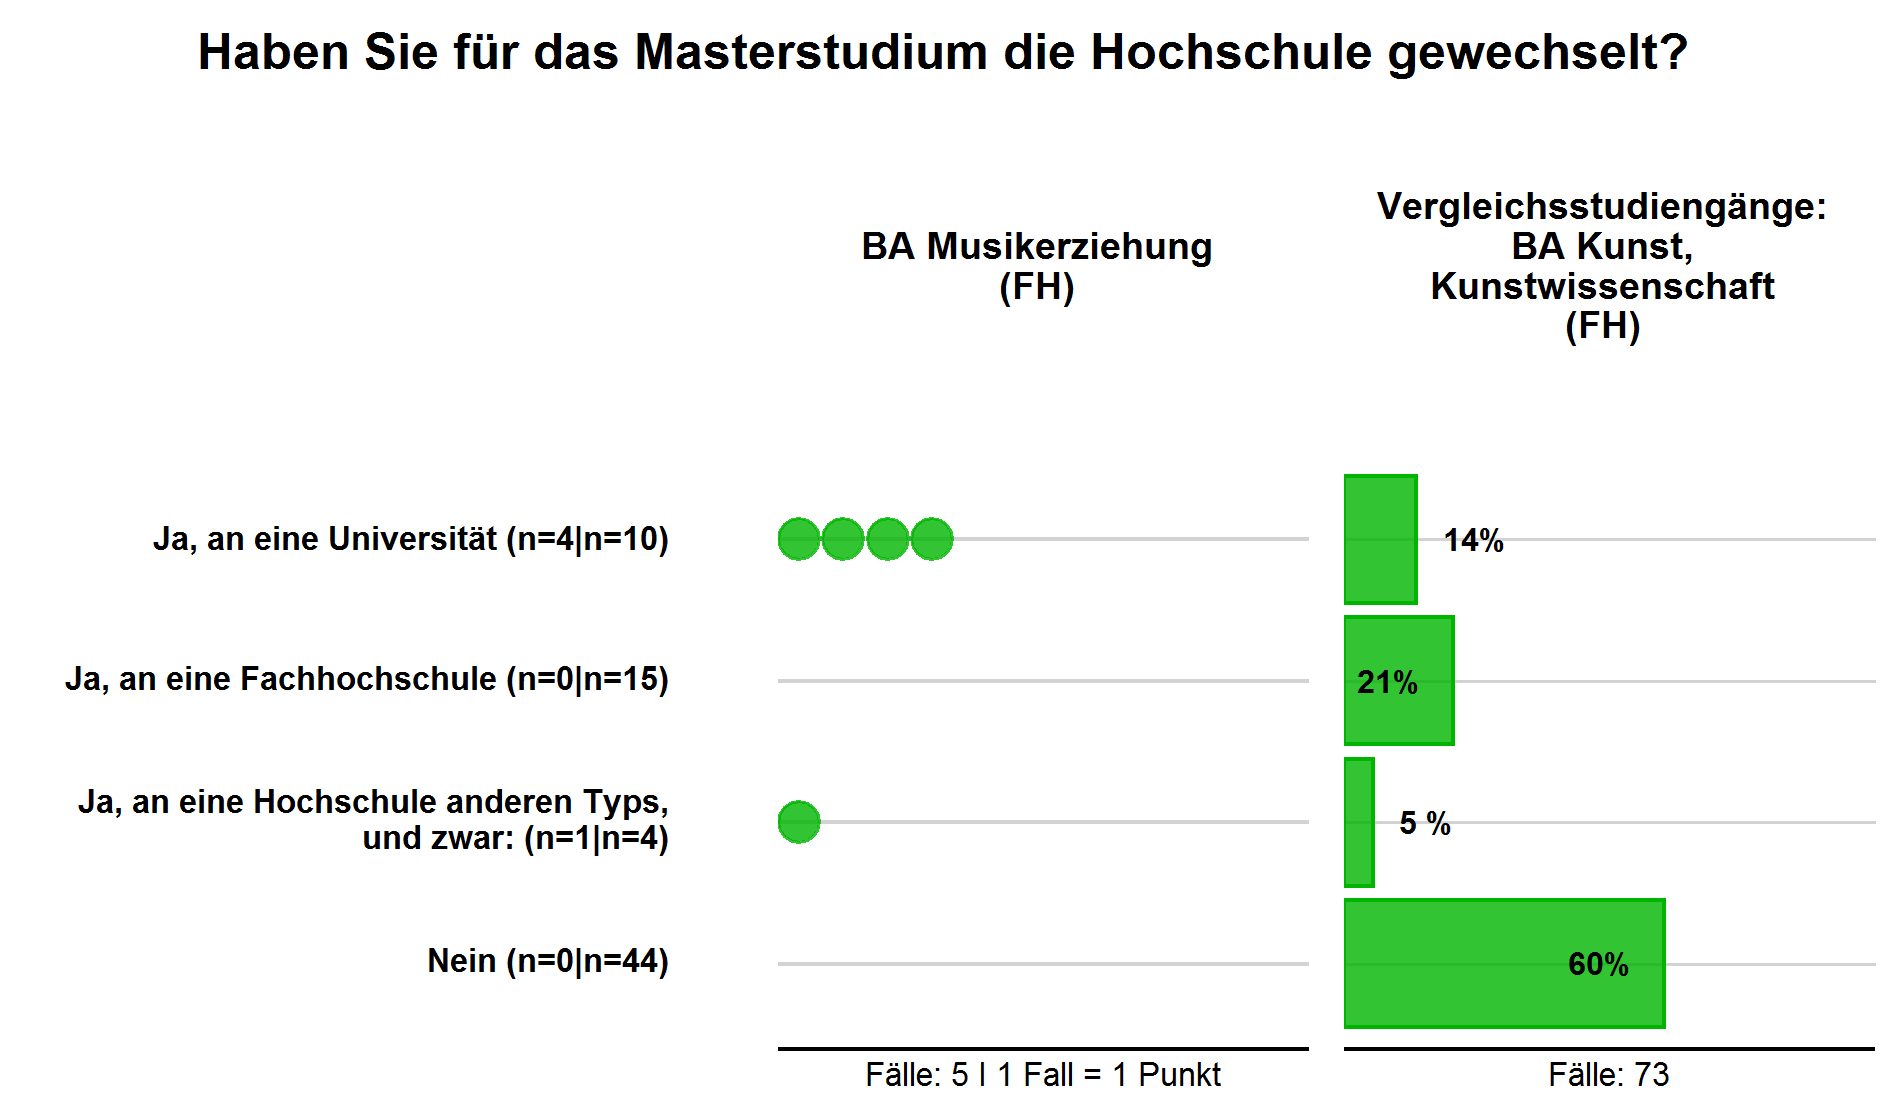 Haben Sie für das Masterstudium die Hochschule gewechselt?
BA Musikerziehung
(FH)
Vergleichsstudiengänge:
BA Kunst,
Kunstwissenschaft
(FH)
Ja, an eine Universität (n=4|n=10)
14%
Ja, an eine Fachhochschule (n=0|n=15)
21%
Ja, an eine Hochschule anderen Typs,
und zwar: (n=1|n=4)
5 %
Nein (n=0|n=44)
60%
Fälle: 5 I 1 Fall = 1 Punkt
Fälle: 73